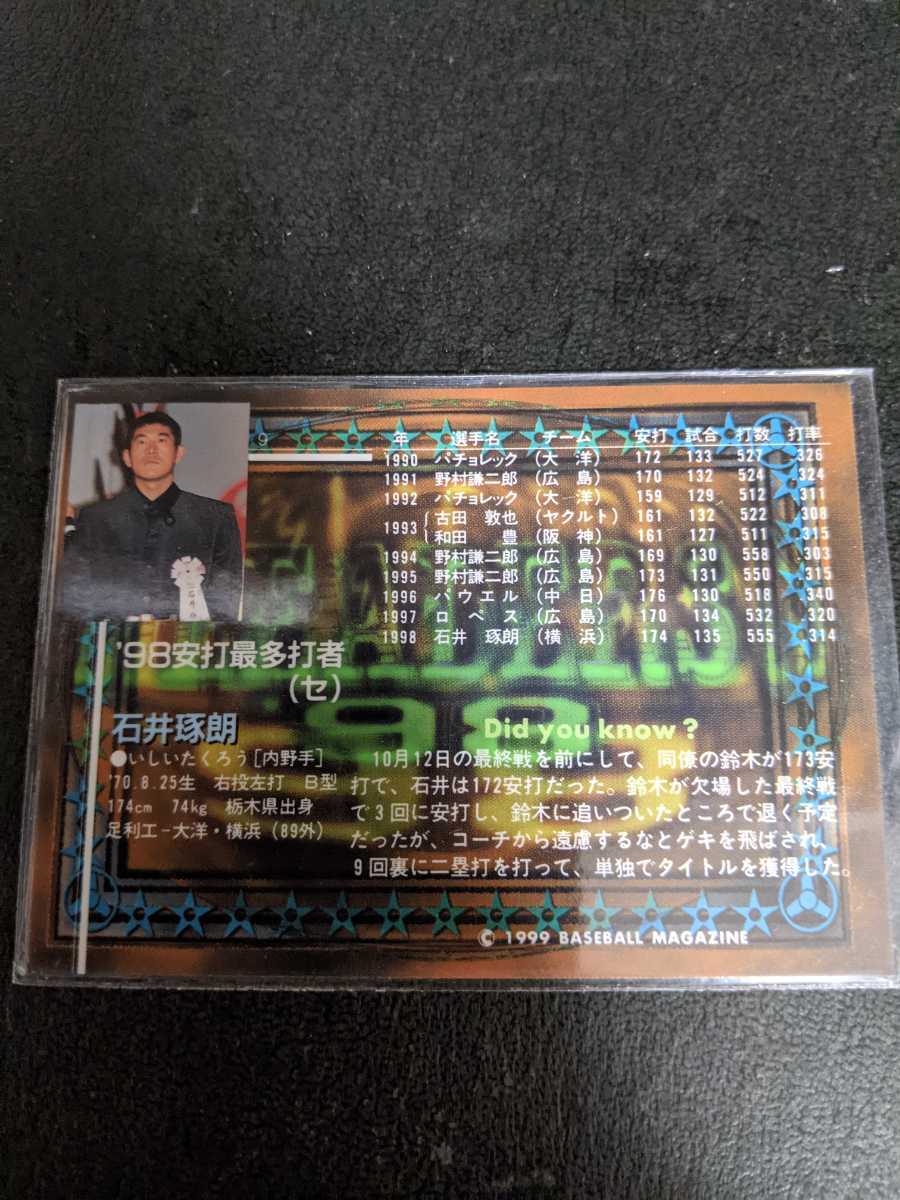 9
年 選手名 チーム 安打 試合 打数 打率
1990 パチョレック (大 洋) 172 133 527 .326
1991 野村謙二郎 (広 島) 170 132 524 .324
1992 パチョレック (大 洋) 159 129 512 .311
1993 { 古田 敦也 (ヤクルト) 161 132 522 .308
和田 豊 (阪 神) 161 127 511 .315
1994 野村謙二郎 (広 島) 169 130 558 .303
1995 野村謙二郎 (広 島) 173 131 550 .315
1996 パウエル (中 日) 176 130 518 .340
1997 ロペス (広 島) 170 134 532 .320
1998 石井 琢朗 (横 浜) 174 135 555 .314
LEADERS
'98
'98安打最多打者
(セ)
石井琢朗
●いしいたくろう[内野手]
'70.8.25生 右投左打 B型
174cm 74kg 栃木県出身
足利工−大洋・横浜(89外)
Did you know?
10月12日の最終戦を前にして、同僚の鈴木が173安
打で、石井は172安打だった。鈴木が欠場した最終戦
で3回に安打し、鈴木に追いついたところで退く予定
だったが、コーチから遠慮するなとゲキを飛ばされ、
9回裏に二塁打を打って、単独でタイトルを獲得した。
© 1999 BASEBALL MAGAZINE